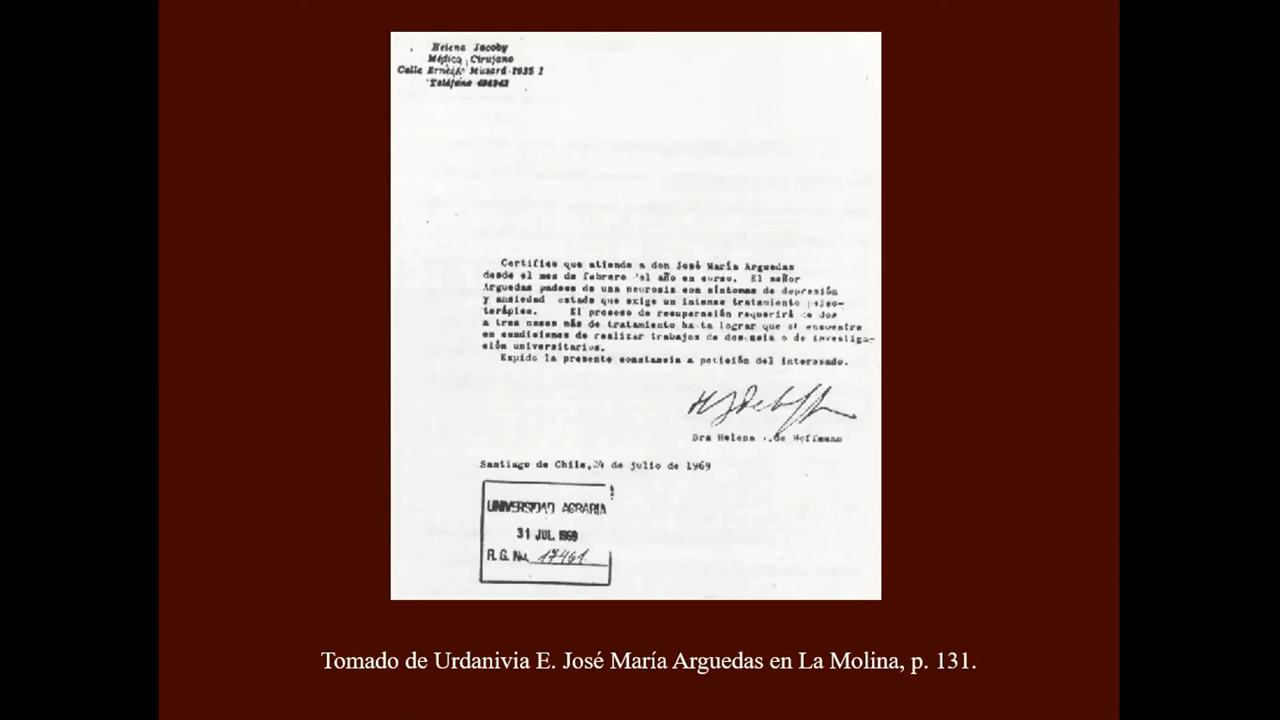 Helena Jacoby
Médico Cirujano
Calle Ernesto 1935
Teléfono
Certifico que atiendo a don José María Arguedas
desde el mes de febrero del año en curso. El señor
Arguedas padece de una neurosis con síntomas de depresión
y ansiedad estado que exige un intenso tratamiento psico-
terápico. El proceso de recuperación requerirá de dos
a tres meses más de tratamiento hasta lograr que se encuentre
en condiciones de realizar trabajos de docencia o de investiga-
ción universitarios.
Expido la presente constancia a petición del interesado.
Dra Helena .de Hoffmann
Santiago de Chile, 24 de julio de 1969
UNIVERSIDAD AGRARIA
31 JUL. 1969
R. G. No. 17461
Tomado de Urdanivia E. José María Arguedas en La Molina, p. 131.